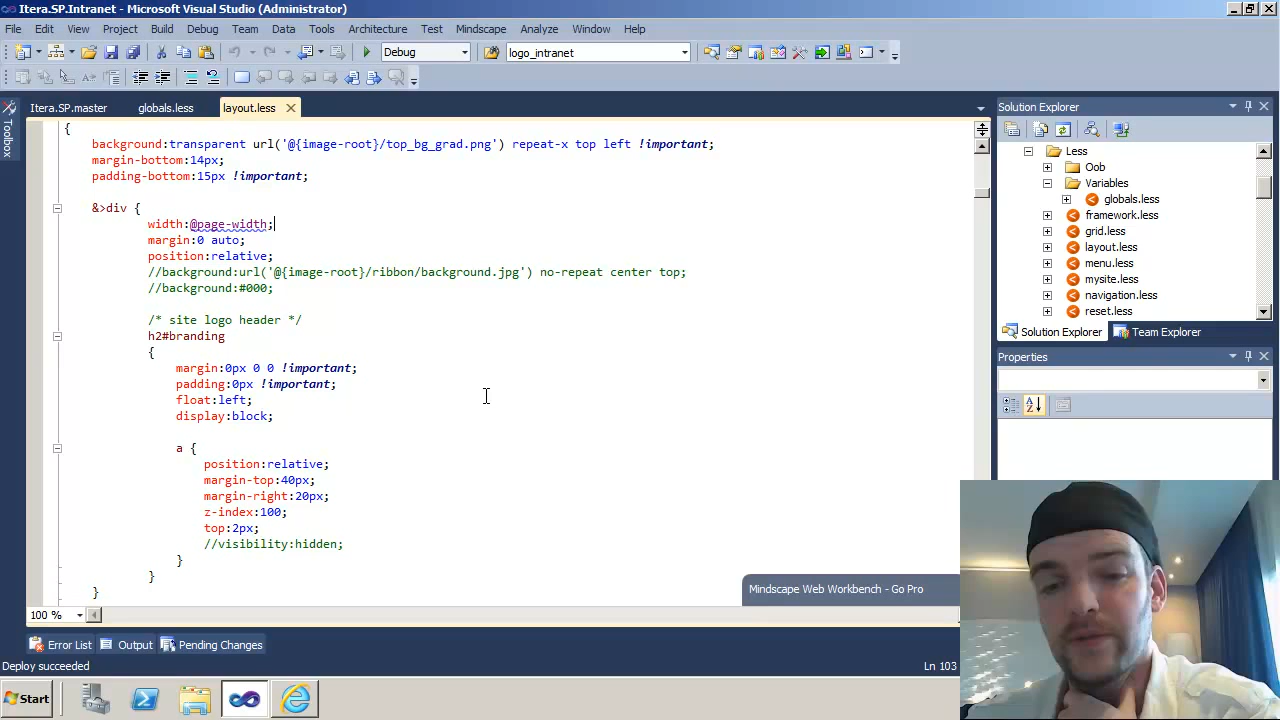 Itera.SP.Intranet - Microsoft Visual Studio (Administrator)
File Edit View Project Build Debug Team Data Tools Architecture Test Mindscape Analyze Window Help
Debug logo_intranet
Itera.SP.master globals.less layout.less
Toolbox
{
background:transparent url('@{image-root}/top_bg_grad.png') repeat-x top left !important;
margin-bottom:14px;
padding-bottom:15px !important;
&>div {
width:@page-width;
margin:0 auto;
position:relative;
//background:url('@{image-root}/ribbon/background.jpg') no-repeat center top;
//background:#000;
/* site logo header */
h2#branding
{
margin:0px 0 0 !important;
padding:0px !important;
float:left;
display:block;
a {
position:relative;
margin-top:40px;
margin-right:20px;
z-index:100;
top:2px;
//visibility:hidden;
}
}
}
Mindscape Web Workbench - Go Pro
100 %
Solution Explorer
Less
Oob
Variables
globals.less
framework.less
grid.less
layout.less
menu.less
mysite.less
navigation.less
reset.less
Solution Explorer Team Explorer
Properties
Error List Output Pending Changes
Deploy succeeded Ln 103
Start